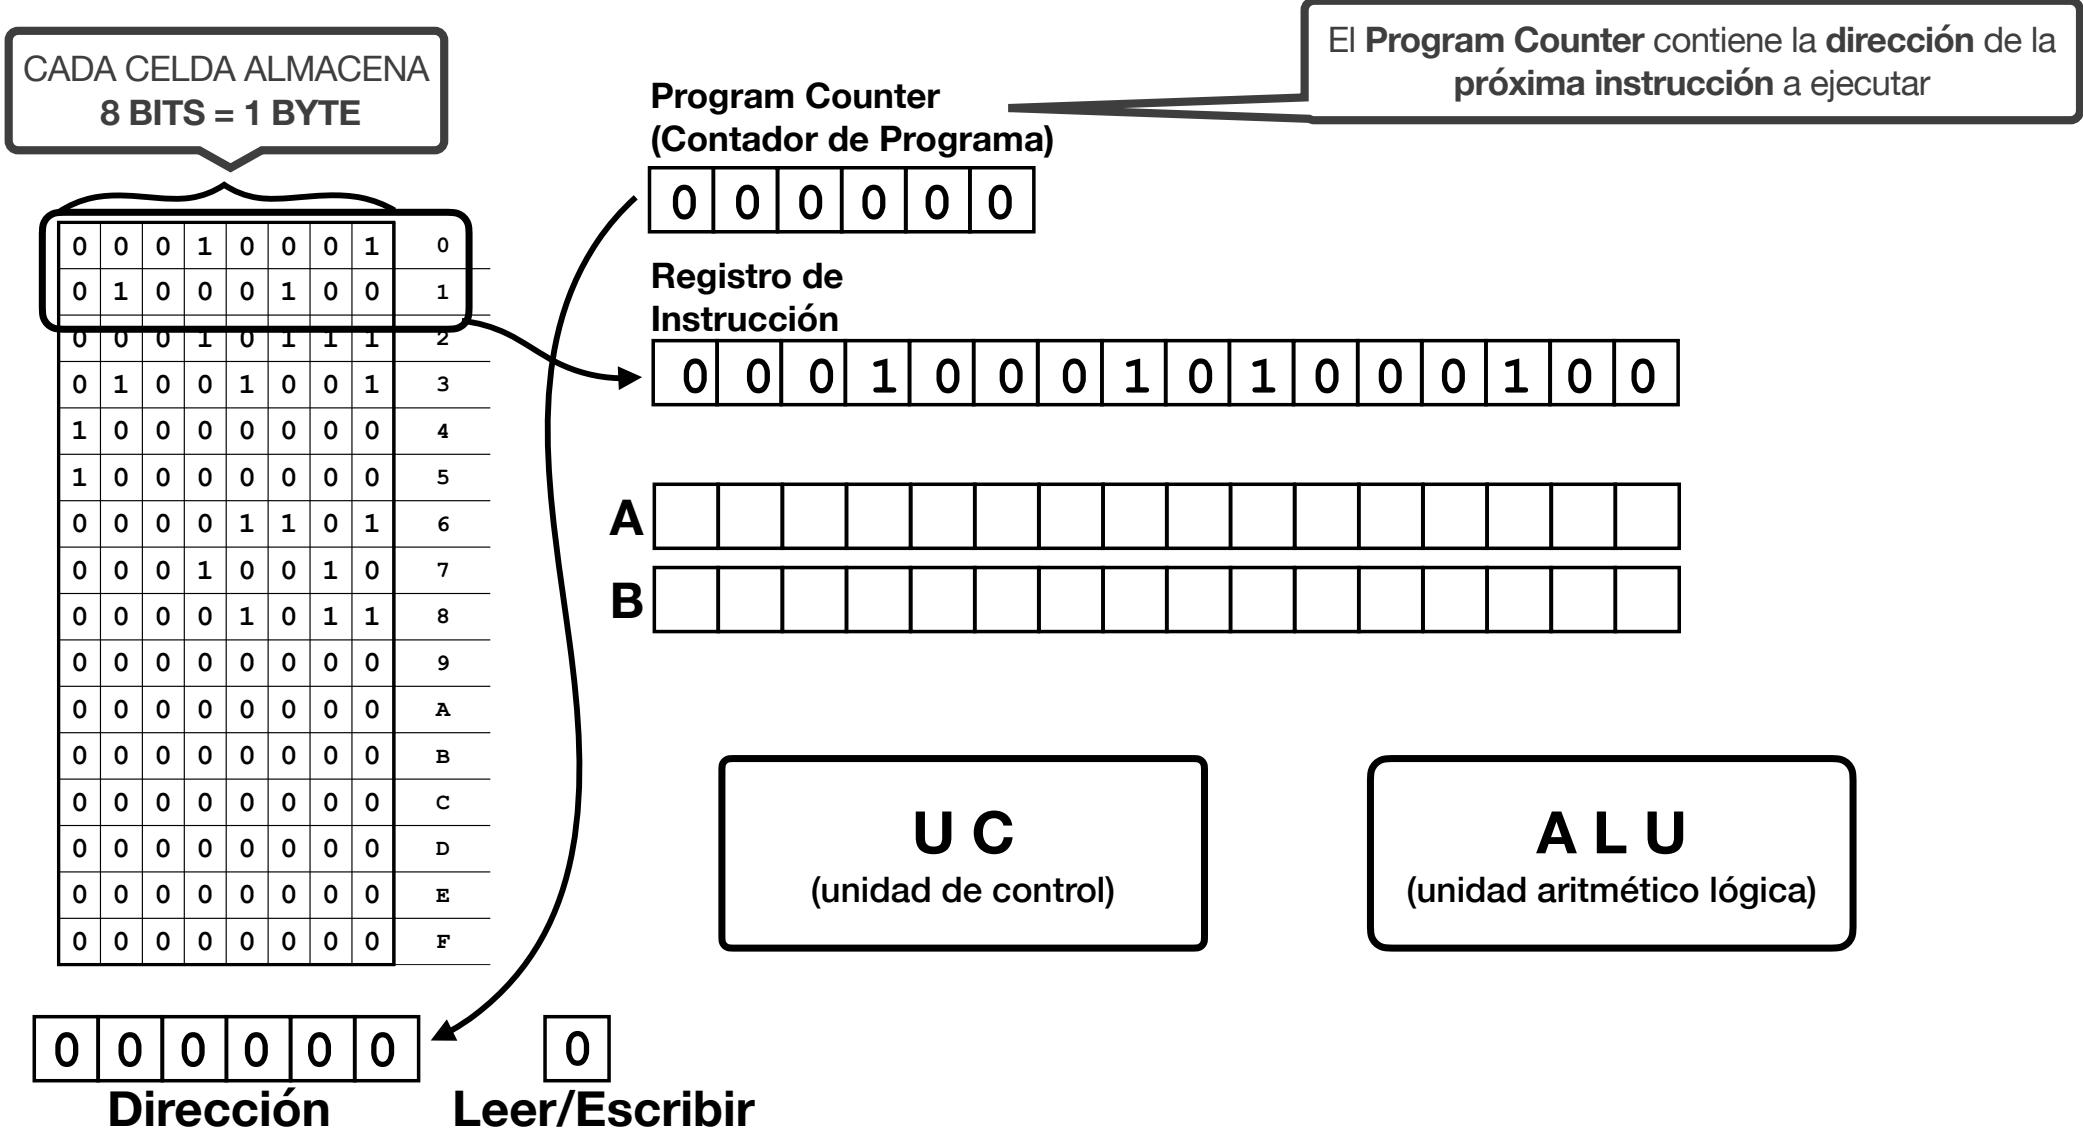 CADA CELDA ALMACENA
8 BITS = 1 BYTE
El Program Counter contiene la dirección de la
próxima instrucción a ejecutar
Program Counter
(Contador de Programa)
0 0 0 0 0 0
Registro de
Instrucción
0 0 0 1 0 0 0 1 0 1 0 0 0 1 0 0
0 0 0 1 0 0 0 1 0
0 1 0 0 0 1 0 0 1
0 0 0 1 0 1 1 1 2
0 1 0 0 1 0 0 1 3
1 0 0 0 0 0 0 0 4
1 0 0 0 0 0 0 0 5
0 0 0 0 1 1 0 1 6
0 0 0 1 0 0 1 0 7
0 0 0 0 1 0 1 1 8
0 0 0 0 0 0 0 0 9
0 0 0 0 0 0 0 0 A
0 0 0 0 0 0 0 0 B
0 0 0 0 0 0 0 0 C
0 0 0 0 0 0 0 0 D
0 0 0 0 0 0 0 0 E
0 0 0 0 0 0 0 0 F
A
B
U C
(unidad de control)
A L U
(unidad aritmético lógica)
0 0 0 0 0 0
Dirección
0
Leer/Escribir